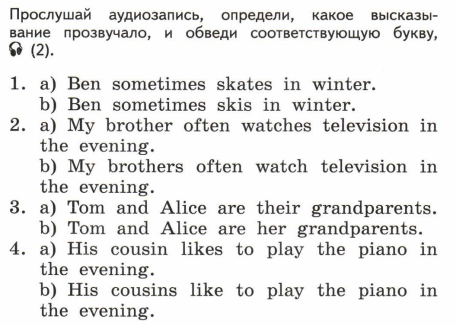 Прослушай аудиозапись, определи, какое высказы-
вание прозвучало, и обведи соответствующую букву,
(2).
1. a) Ben sometimes skates in winter.
b) Ben sometimes skis in winter.
2. a) My brother often watches television in
the evening.
b) My brothers often watch television in
the evening.
3. a) Tom and Alice are their grandparents.
b) Tom and Alice are her grandparents.
4. a) His cousin likes to play the piano in
the evening.
b) His cousins like to play the piano in
the evening.